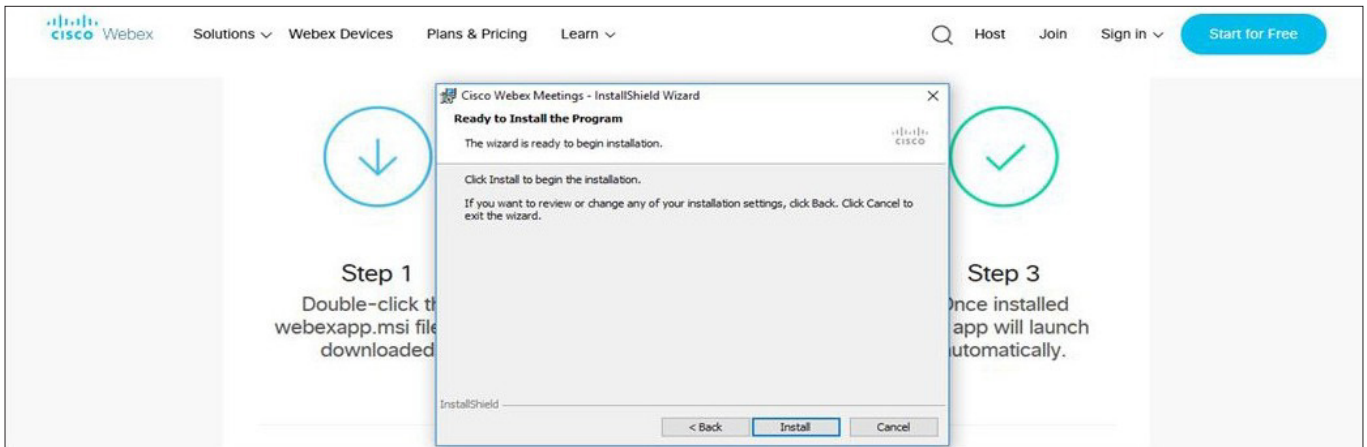 CISCO Webex Solutions Webex Devices Plans & Pricing Learn Host Join Sign in Start for Free
Cisco Webex Meetings - InstallShield Wizard
Ready to Install the Program
The wizard is ready to begin installation.
CISCO
Click Install to begin the installation.
If you want to review or change any of your installation settings, click Back. Click Cancel to
exit the wizard.
Step 1
Double-click
webexapp.msi
downloaded
Step 3
installed
app will launch
automatically.
InstallShield
< Back Install Cancel